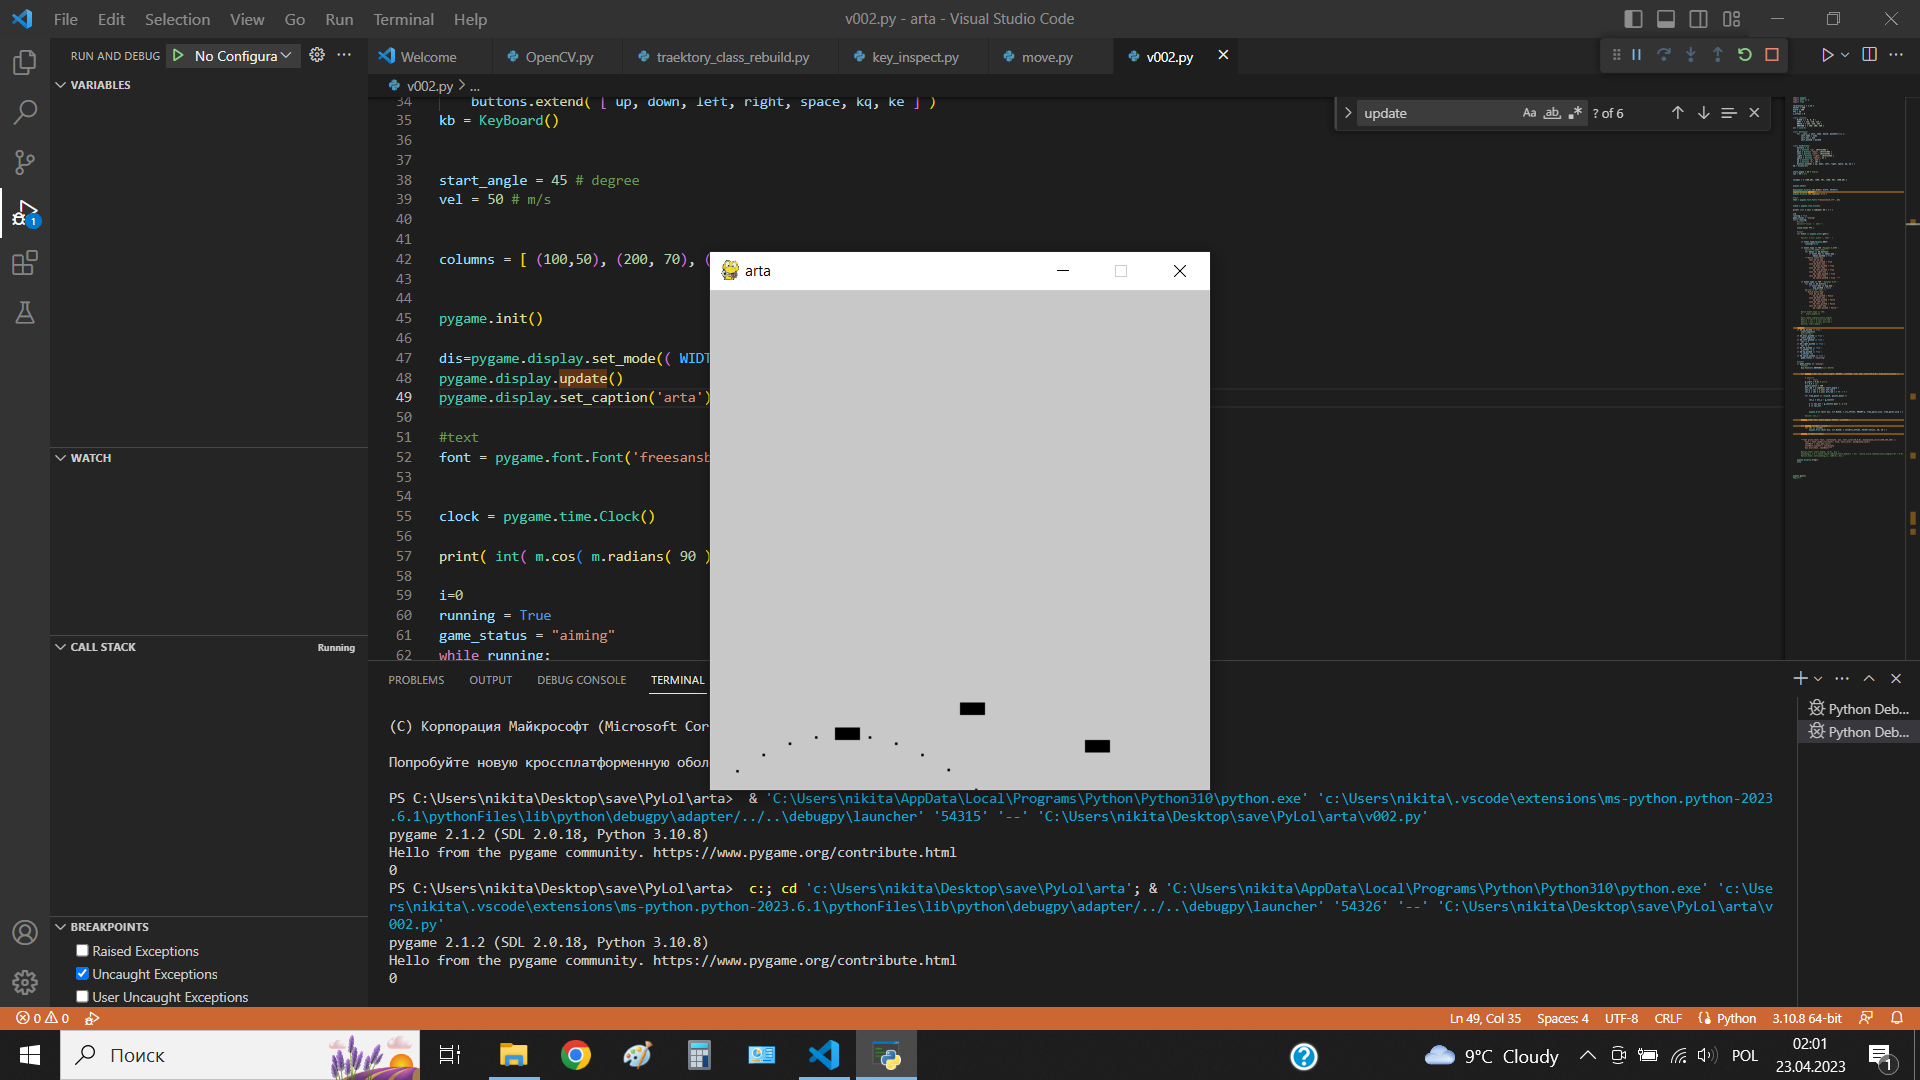 File Edit Selection View Go Run Terminal Help
v002.py - arta - Visual Studio Code
RUN AND DEBUG No Configura
VARIABLES
WATCH
CALL STACK Running
BREAKPOINTS
Raised Exceptions
Uncaught Exceptions
User Uncaught Exceptions
Welcome OpenCV.py traektory_class_rebuild.py key_inspect.py move.py v002.py
v002.py > ...
update Aa ab ? of 6
34 buttons.extend( [ up, down, left, right, space, kq, ke ] )
35 kb = KeyBoard()
36
37
38 start_angle = 45 # degree
39 vel = 50 # m/s
40
41
42 columns = [ (100,50), (200, 70), (
43
44
45 pygame.init()
46
47 dis=pygame.display.set_mode(( WIDT
48 pygame.display.update()
49 pygame.display.set_caption('arta')
50
51 #text
52 font = pygame.font.Font('freesansb
53
54
55 clock = pygame.time.Clock()
56
57 print( int( m.cos( m.radians( 90 )
58
59 i=0
60 running = True
61 game_status = "aiming"
62 while running:
arta
PROBLEMS OUTPUT DEBUG CONSOLE TERMINAL
Python Deb...
Python Deb...
(C) Корпорация Майкрософт (Microsoft Cor
Попробуйте новую кроссплатформенную обол
PS C:\Users\nikita\Desktop\save\PyLol\arta> & 'C:\Users\nikita\AppData\Local\Programs\Python\Python310\python.exe' 'c:\Users\nikita\.vscode\extensions\ms-python.python-2023
.6.1\pythonFiles\lib\python\debugpy\adapter/../..\debugpy\launcher' '54315' '--' 'C:\Users\nikita\Desktop\save\PyLol\arta\v002.py'
pygame 2.1.2 (SDL 2.0.18, Python 3.10.8)
Hello from the pygame community. https://www.pygame.org/contribute.html
0
PS C:\Users\nikita\Desktop\save\PyLol\arta> c:; cd 'c:\Users\nikita\Desktop\save\PyLol\arta'; & 'C:\Users\nikita\AppData\Local\Programs\Python\Python310\python.exe' 'c:\Use
rs\nikita\.vscode\extensions\ms-python.python-2023.6.1\pythonFiles\lib\python\debugpy\adapter/../..\debugpy\launcher' '54326' '--' 'C:\Users\nikita\Desktop\save\PyLol\arta\v
002.py'
pygame 2.1.2 (SDL 2.0.18, Python 3.10.8)
Hello from the pygame community. https://www.pygame.org/contribute.html
0
0 0
Ln 49, Col 35 Spaces: 4 UTF-8 CRLF Python 3.10.8 64-bit
Поиск
9°C Cloudy
POL
02:01
23.04.2023
1